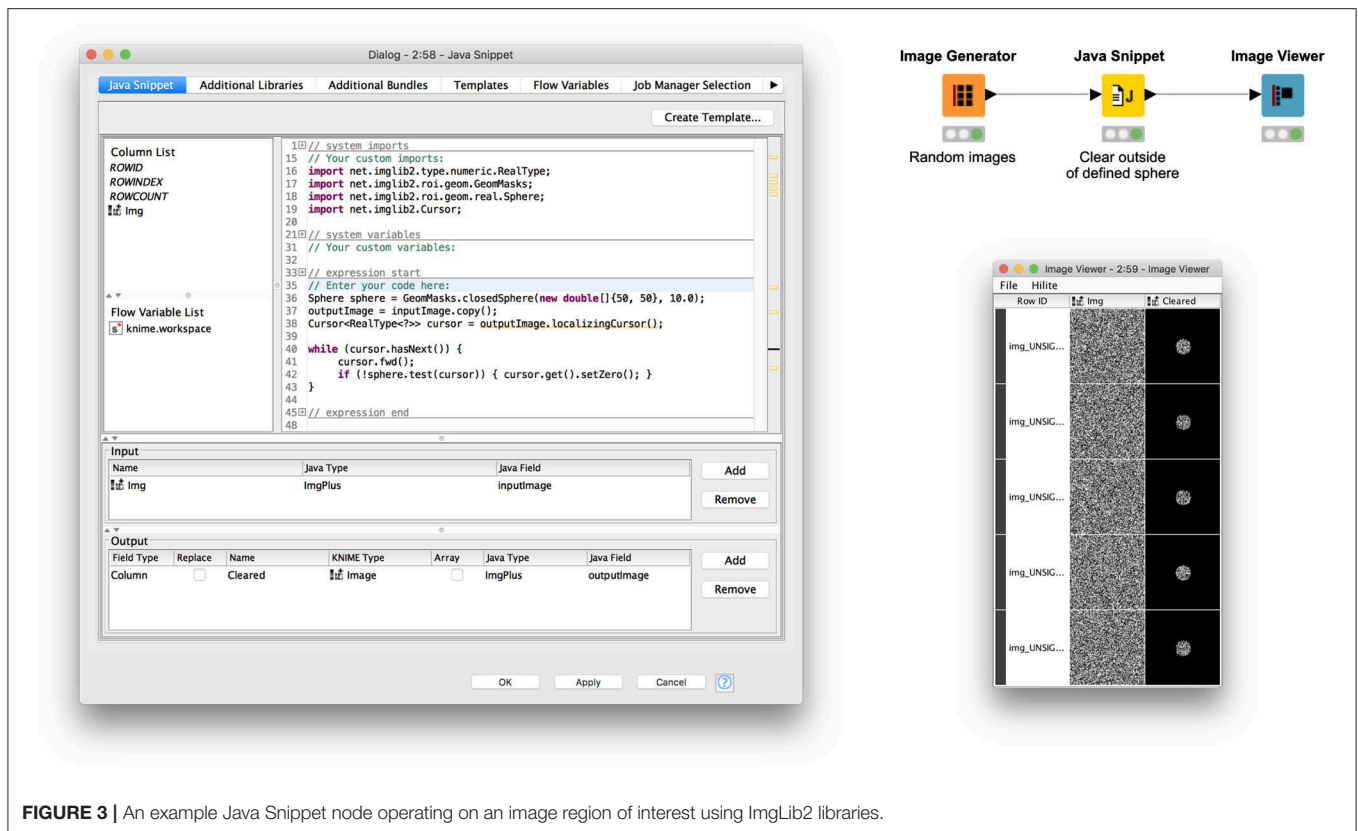 Dialog - 2:58 - Java Snippet
Java Snippet Additional Libraries Additional Bundles Templates Flow Variables Job Manager Selection
Create Template...
Column List
ROWID
ROWINDEX
ROWCOUNT
Img
Flow Variable List
s knime.workspace
1 // system imports
15 // Your custom imports:
16 import net.imglib2.type.numeric.RealType;
17 import net.imglib2.roi.geom.GeomMasks;
18 import net.imglib2.roi.geom.real.Sphere;
19 import net.imglib2.Cursor;
20
21 // system variables
31 // Your custom variables:
32
33 // expression start
35 // Enter your code here:
36 Sphere sphere = GeomMasks.closedSphere(new double[]{50, 50}, 10.0);
37 outputImage = inputImage.copy();
38 Cursor<RealType<?>> cursor = outputImage.localizingCursor();
39
40 while (cursor.hasNext()) {
41 cursor.fwd();
42 if (!sphere.test(cursor)) { cursor.get().setZero(); }
43 }
44
45 // expression end
48
Input
Name Java Type Java Field
Img ImgPlus inputImage
Add
Remove
Output
Field Type Replace Name KNIME Type Array Java Type Java Field
Column Cleared Image ImgPlus outputImage
Add
Remove
OK Apply Cancel ?
Image Generator Java Snippet Image Viewer
J
Random images Clear outside
of defined sphere
Image Viewer - 2:59 - Image Viewer
File Hilite
Row ID Img Cleared
img_UNSIG...
img_UNSIG...
img_UNSIG...
img_UNSIG...
img_UNSIG...
FIGURE 3 | An example Java Snippet node operating on an image region of interest using ImgLib2 libraries.